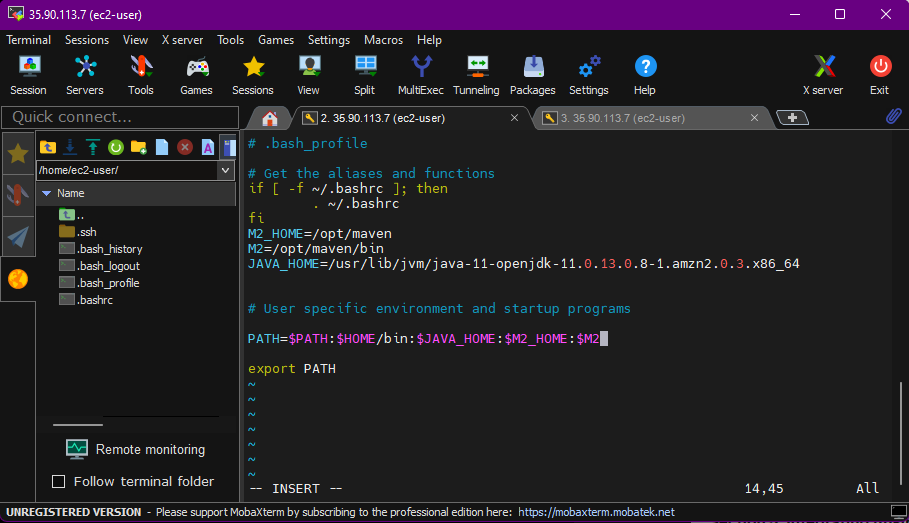 35.90.113.7 (ec2-user)
Terminal Sessions View X server Tools Games Settings Macros Help
Session Servers Tools Games Sessions View Split MultiExec Tunneling Packages Settings Help X server Exit
Quick connect...
2. 35.90.113.7 (ec2-user)
3. 35.90.113.7 (ec2-user)
/home/ec2-user/
Name
..
.ssh
.bash_history
.bash_logout
.bash_profile
.bashrc
Remote monitoring
Follow terminal folder
# .bash_profile
# Get the aliases and functions
if [ -f ~/.bashrc ]; then
        . ~/.bashrc
fi
M2_HOME=/opt/maven
M2=/opt/maven/bin
JAVA_HOME=/usr/lib/jvm/java-11-openjdk-11.0.13.0.8-1.amzn2.0.3.x86_64
# User specific environment and startup programs
PATH=$PATH:$HOME/bin:$JAVA_HOME:$M2_HOME:$M2
export PATH
~
~
~
~
~
~
~
-- INSERT -- 14,45 All
UNREGISTERED VERSION - Please support MobaXterm by subscribing to the professional edition here: https://mobaxterm.mobatek.net